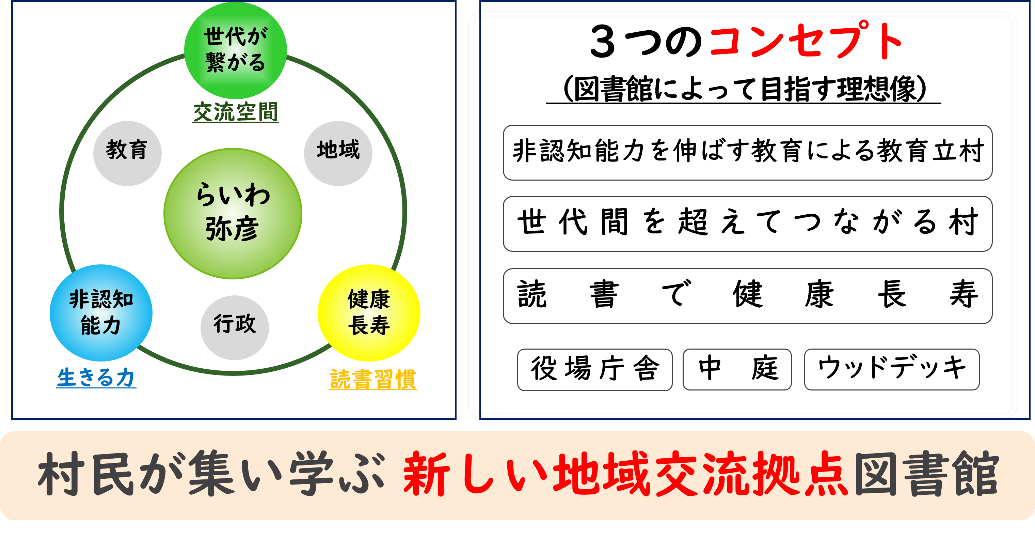 世代が
繋がる
交流空間
教育
地域
らいわ
弥彦
非認知
能力
生きる力
行政
健康
長寿
読書習慣
3つのコンセプト
（図書館によって目指す理想像）
非認知能力を伸ばす教育による教育立村
世代間を超えてつながる村
読書で健康長寿
役場庁舎
中庭
ウッドデッキ
村民が集い学ぶ 新しい地域交流拠点図書館